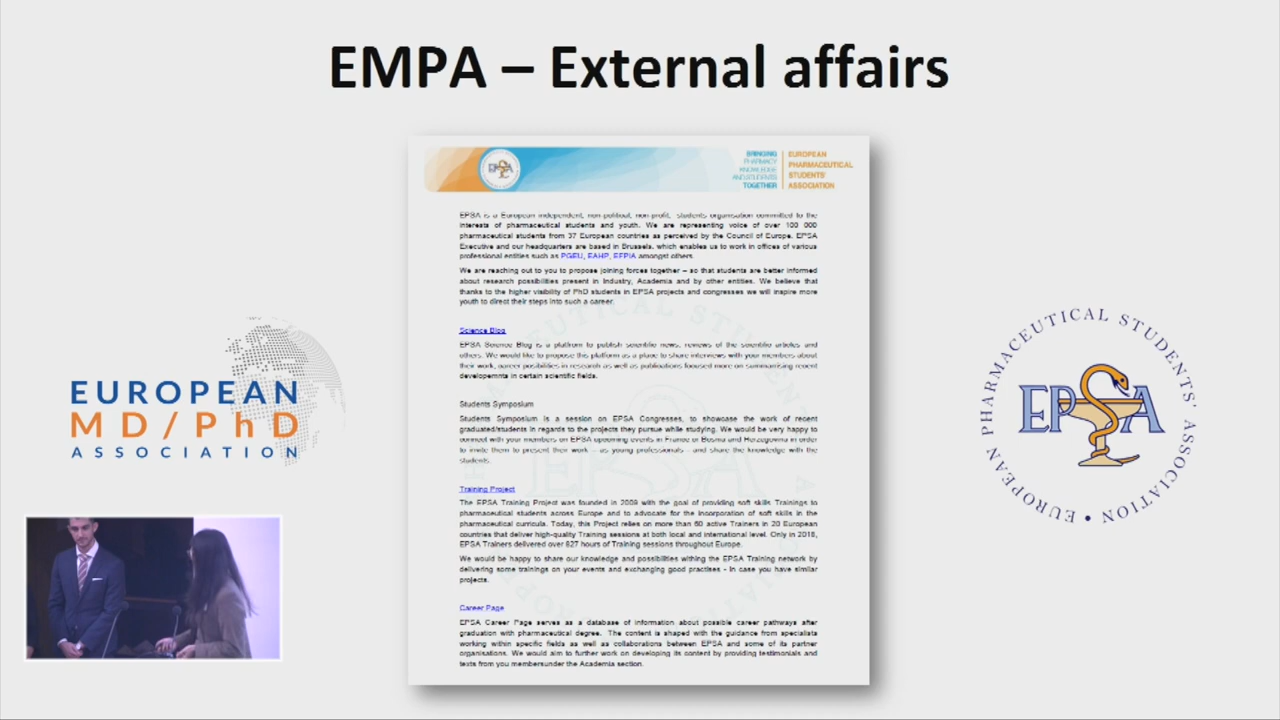 EMPA – External affairs
BRINGING
PHARMACY
KNOWLEDGE
AND STUDENTS
TOGETHER
EUROPEAN
PHARMACEUTICAL
STUDENTS'
ASSOCIATION
EPSA is a European independent, non-political, non-profit, students organisation committed to the
interests of pharmaceutical students and youth. We are representing voice of over 100 000
pharmaceutical students from 37 European countries as perceived by the Council of Europe. EPSA
Executive and our headquarters are based in Brussels, which enables us to work in offices of various
professional entities such as PGEU, EAHP, EFPIA amongst others
We are reaching out to you to propose joining forces together – so that students are better informed
about research possibilities present in Industry, Academia and by other entities. We believe that
thanks to the higher visibility of PhD students in EPSA projects and congresses we will inspire more
youth to direct their steps into such a career.
Science Blog
EPSA Science Blog is a platfrom to publish scientific news, reviews of the scientific articles and
others. We would like to propose this platform as a place to share interviews with your members about
their work, career posibilities in research as well as publications focused more on summarising recent
developemnts in certain scientific fields.
Students Symposium
Students Symposium is a session on EPSA Congresses, to showcase the work of recent
graduated/students in regards to the projects they pursue while studying. We would be very happy to
connect with your members on EPSA upcoming events in France or Bosnia and Herzegovina in order
to invite them to present their work – as young professionals – and share the knowledge with the
students.
Training Project
The EPSA Training Project was founded in 2009 with the goal of providing soft skills Trainings to
pharmaceutical students across Europe and to advocate for the incorporation of soft skills in the
pharmaceutical curricula. Today, this Project relies on more than 60 active Trainers in 20 European
countries that deliver high-quality Training sessions at both local and international level. Only in 2018,
EPSA Trainers delivered over 827 hours of Training sessions throughout Europe.
We would be happy to share our knowledge and possibilities withing the EPSA Training network by
delivering some trainings on your events and exchanging good practises - in case you have similar
projects.
Career Page
EPSA Career Page serves as a database of information about possible career pathways after
graduation with pharmaceutical degree. The content is shaped with the guidance from specialists
working within specific fields as well as collaborations between EPSA and some of its partner
organisations. We would aim to further work on developing its content by providing testimonials and
texts from you membersunder the Academia section.
EUROPEAN
MD/PhD
ASSOCIATION
EUROPEAN PHARMACEUTICAL STUDENTS' ASSOCIATION
EPSA